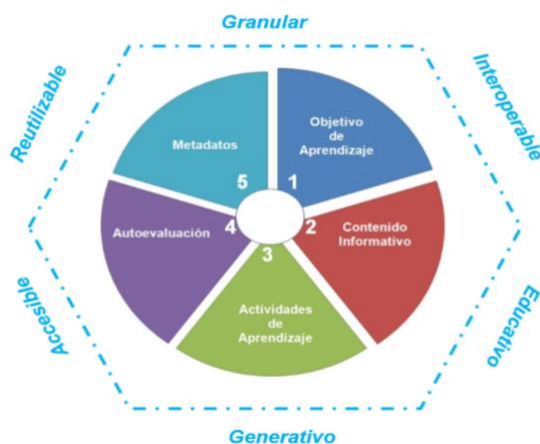 Granular
Reutilizable
Interoperable
Objetivo
de
Aprendizaje
Metadatos
5
1
Autoevaluación
4
2
Contenido
Informativo
3
Actividades
de
Aprendizaje
Accesible
Educativo
Generativo